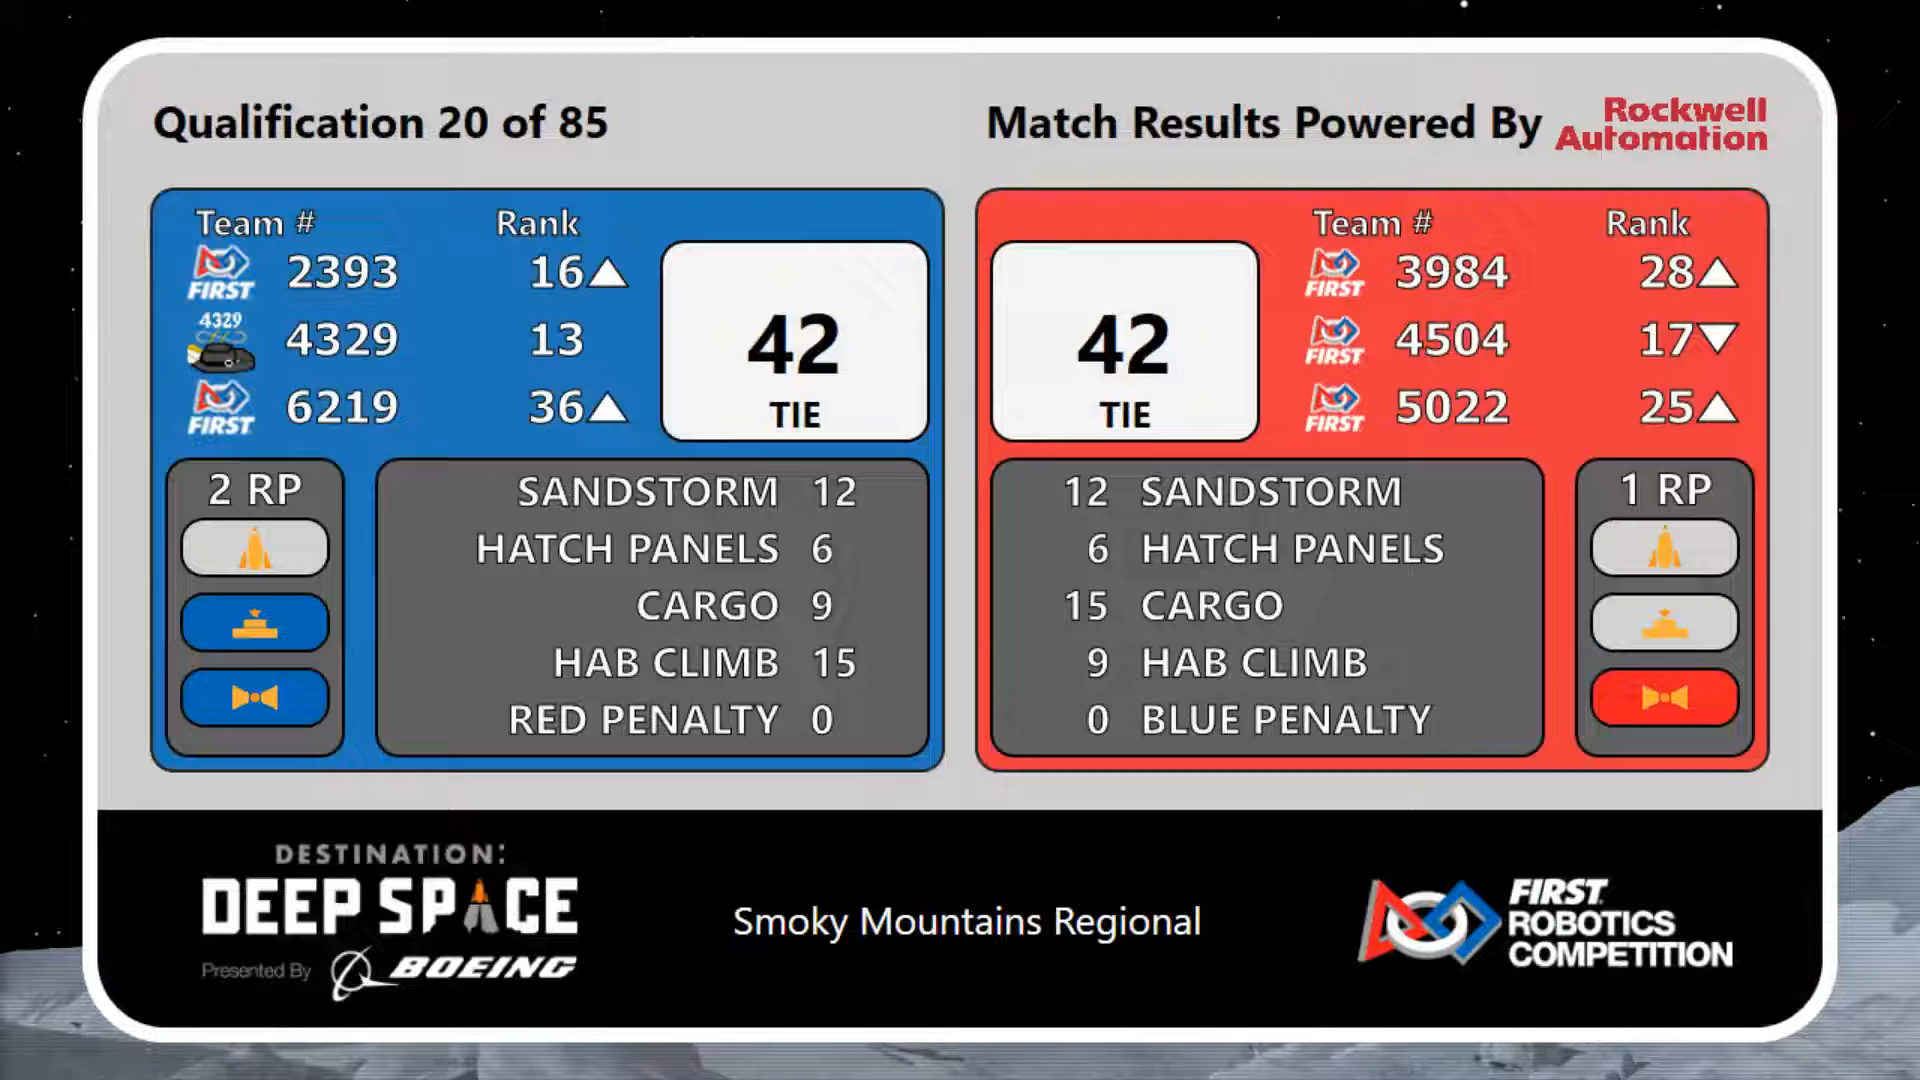 Qualification 20 of 85
Match Results Powered By Rockwell Automation
Team # Rank
FIRST 2393 16
4329 4329 13
FIRST 6219 36
42
TIE
2 RP
SANDSTORM 12
HATCH PANELS 6
CARGO 9
HAB CLIMB 15
RED PENALTY 0
Team # Rank
FIRST 3984 28
FIRST 4504 17
FIRST 5022 25
42
TIE
12 SANDSTORM
6 HATCH PANELS
15 CARGO
9 HAB CLIMB
0 BLUE PENALTY
1 RP
DESTINATION:
DEEP SPACE
Presented By BOEING
Smoky Mountains Regional
FIRST
ROBOTICS
COMPETITION